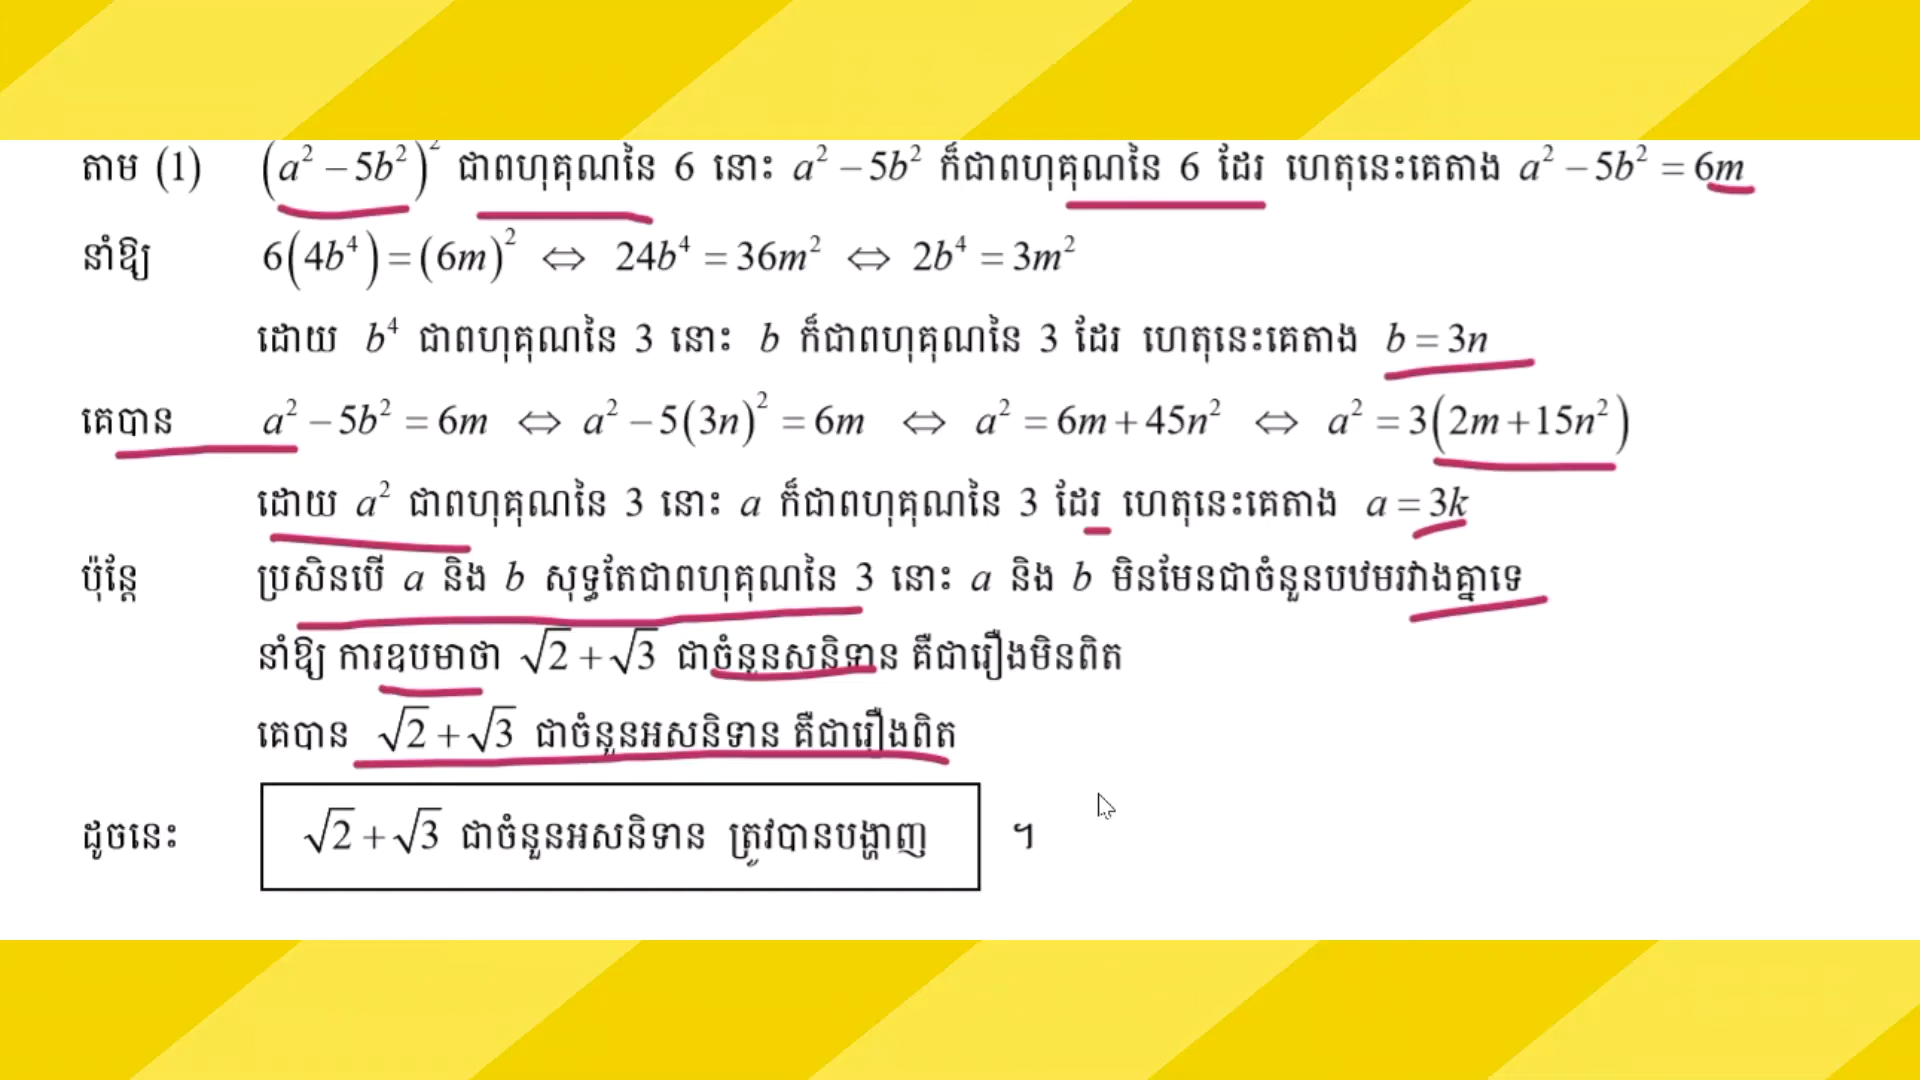 តាម (1) (a² – 5b²)² ជាពហុគុណនៃ 6 នោះ a² – 5b² ក៏ជាពហុគុណនៃ 6 ដែរ ហេតុនេះគេតាង a² – 5b² = 6m
នាំឱ្យ 6(4b⁴) = (6m)² ⇔ 24b⁴ = 36m² ⇔ 2b⁴ = 3m²
ដោយ b⁴ ជាពហុគុណនៃ 3 នោះ b ក៏ជាពហុគុណនៃ 3 ដែរ ហេតុនេះគេតាង b = 3n
គេបាន a² – 5b² = 6m ⇔ a² – 5(3n)² = 6m ⇔ a² = 6m + 45n² ⇔ a² = 3(2m + 15n²)
ដោយ a² ជាពហុគុណនៃ 3 នោះ a ក៏ជាពហុគុណនៃ 3 ដែរ ហេតុនេះគេតាង a = 3k
ប៉ុន្តែ ប្រសិនបើ a និង b សុទ្ធតែជាពហុគុណនៃ 3 នោះ a និង b មិនមែនជាចំនួនបឋមរវាងគ្នាទេ
នាំឱ្យ ការឧបមាថា √2 + √3 ជាចំនួនសនិទាន គឺជារឿងមិនពិត
គេបាន √2 + √3 ជាចំនួនអសនិទាន គឺជារឿងពិត
ដូចនេះ √2 + √3 ជាចំនួនអសនិទាន ត្រូវបានបង្ហាញ ។